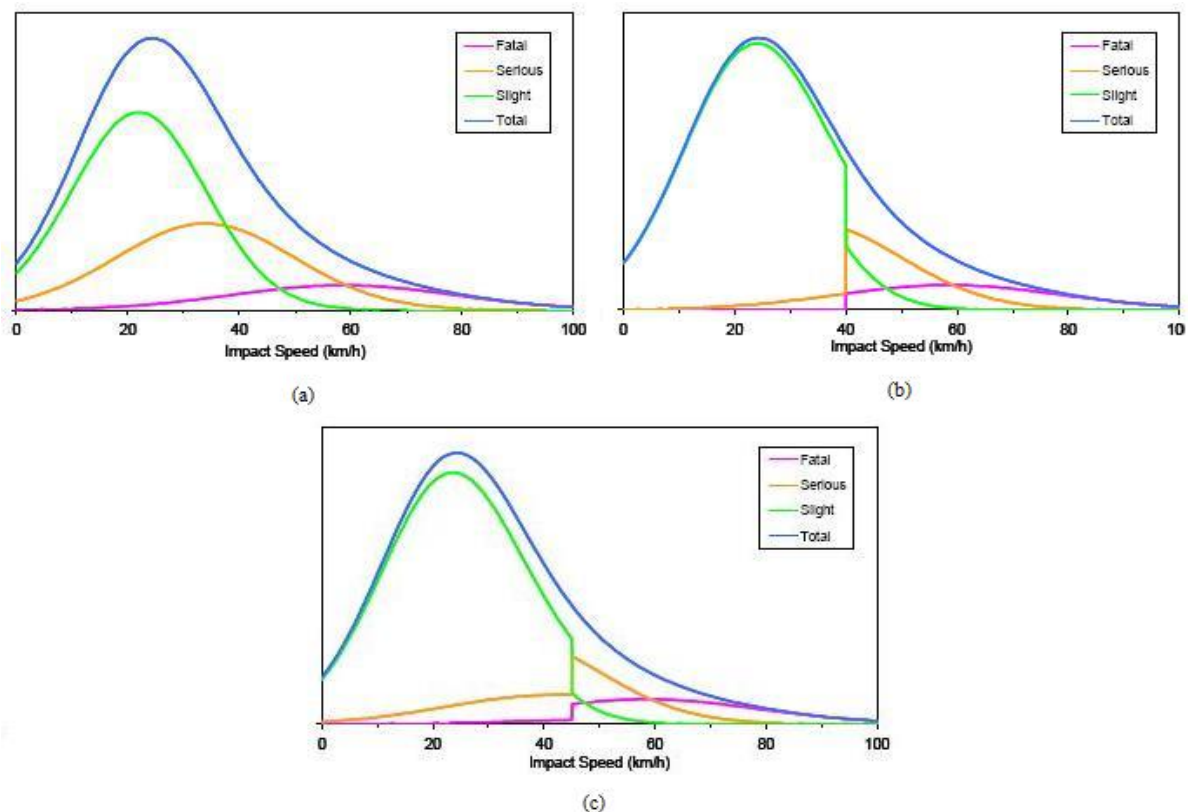 Fatal
Serious
Slight
Total
0 20 40 60 80 100
Impact Speed (km/h)
(a)
Fatal
Serious
Slight
Total
0 20 40 60 80 10
Impact Speed (km/h)
(b)
Fatal
Serious
Slight
Total
0 20 40 60 80 100
Impact Speed (km/h)
(c)